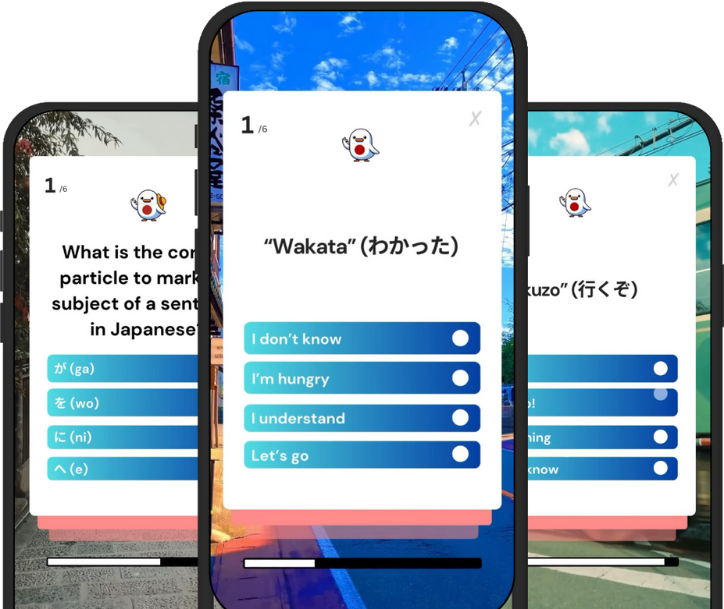 1/6
What is the cor
particle to mark
subject of a sent
in Japanese?
が (ga)
を (wo)
に (ni)
へ (e)
宿
1/6
✗
“Wakata” (わかった)
I don’t know
I’m hungry
I understand
Let’s go
✗
kuzo” (行くぞ)
o!
ning
know